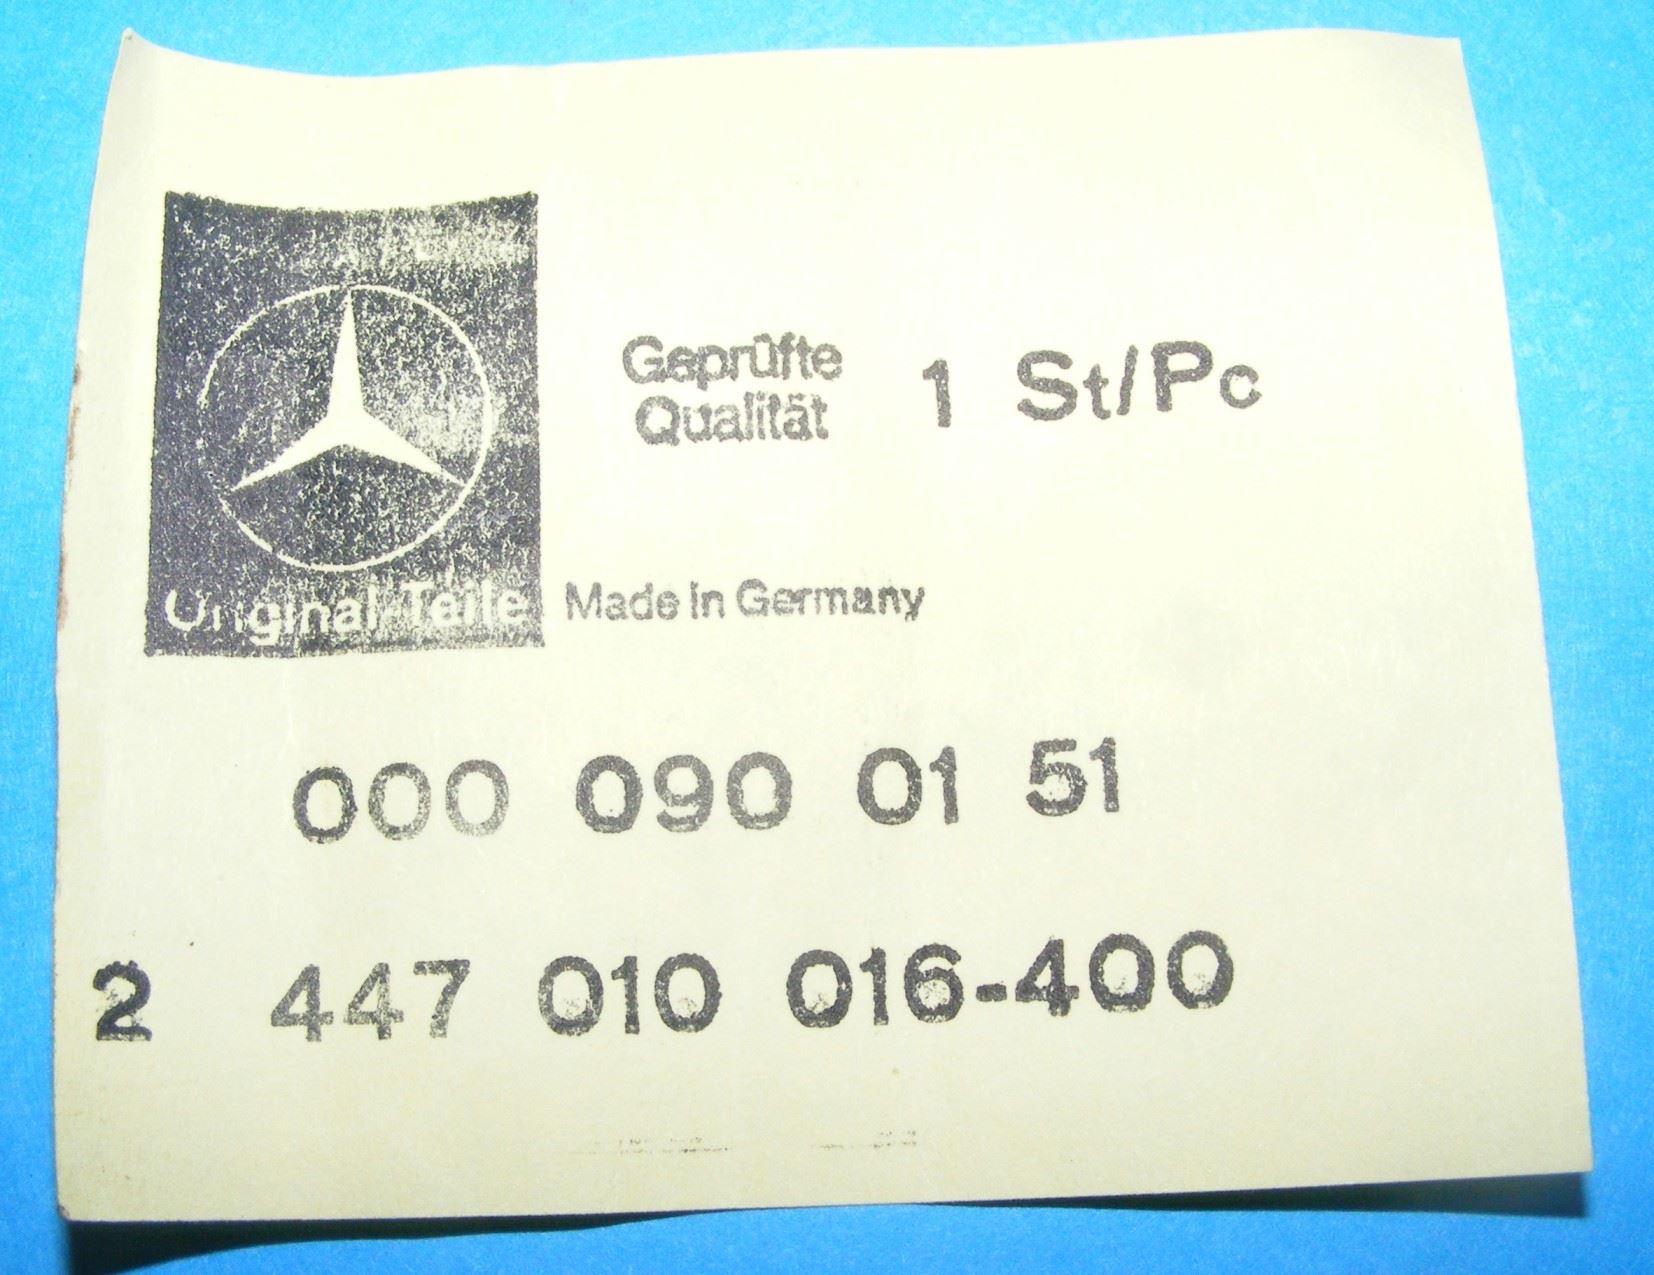 Geprüfte
Qualität
1 St/Pc
Original-Teile
Made in Germany
000 090 01 51
2 447 010 016-400